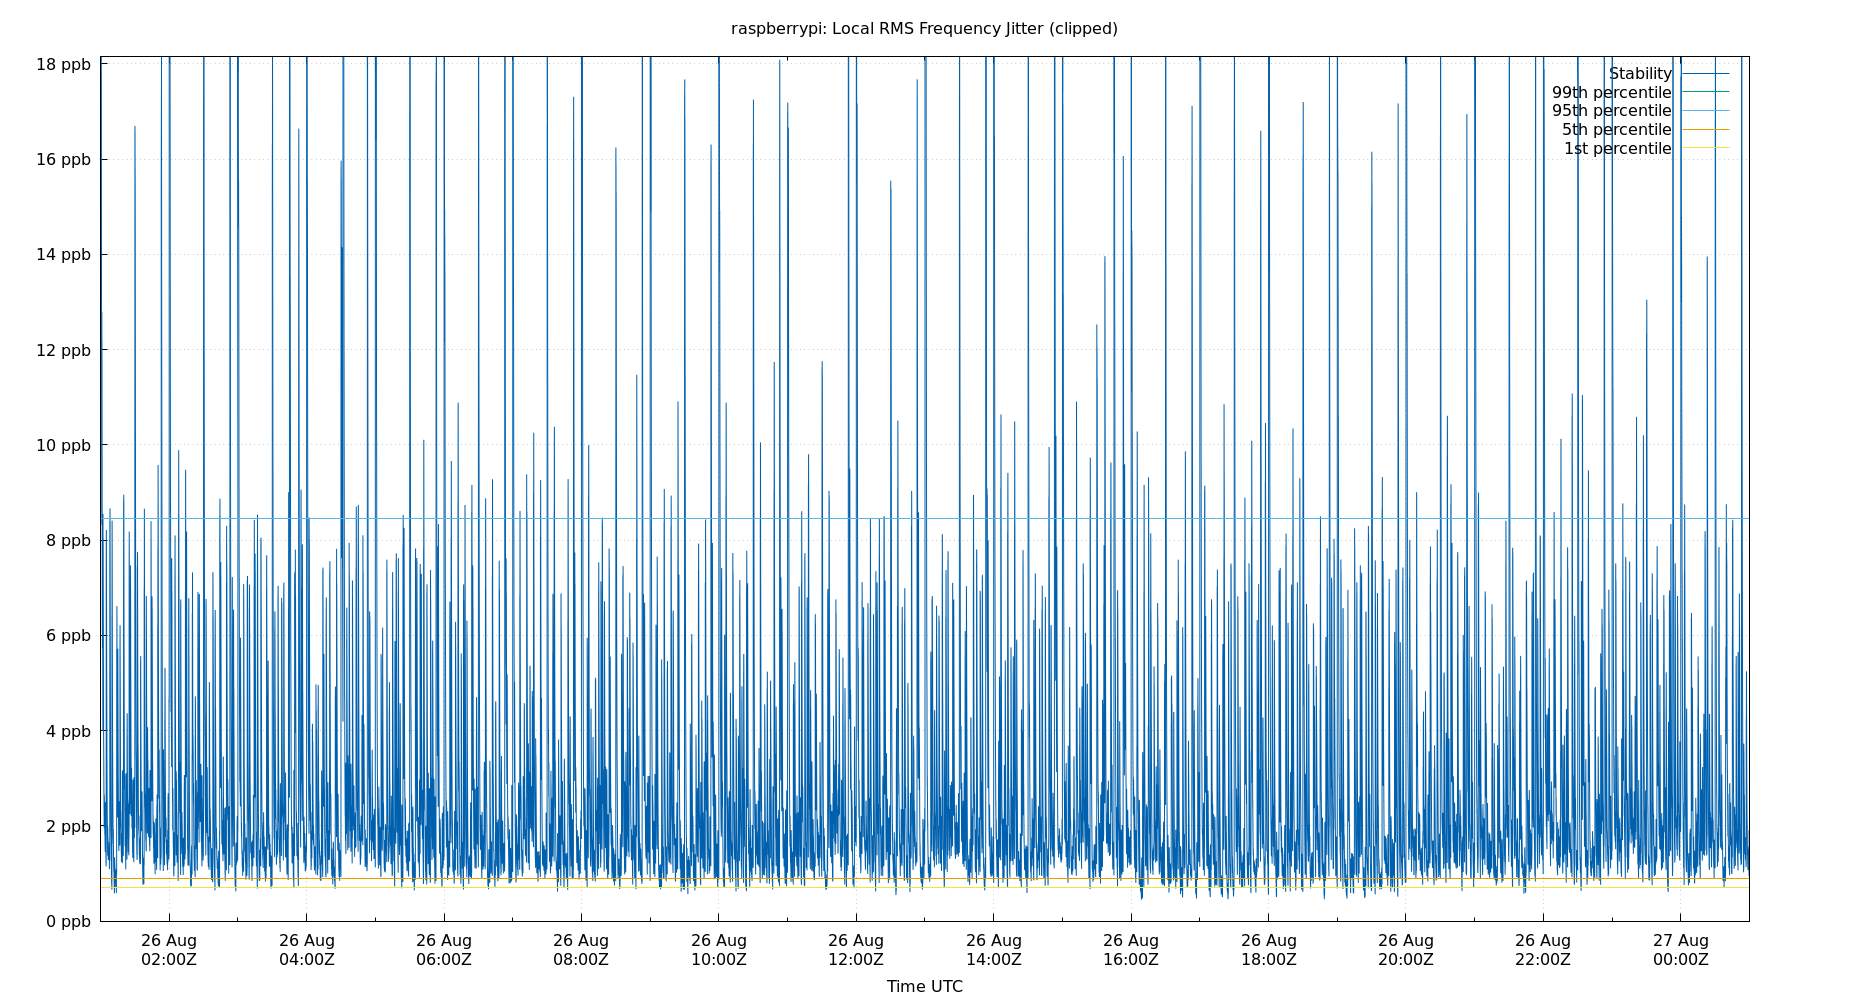 raspberrypi: Local RMS Frequency Jitter (clipped)
18 ppb
16 ppb
14 ppb
12 ppb
10 ppb
8 ppb
6 ppb
4 ppb
2 ppb
0 ppb
Stability
99th percentile
95th percentile
5th percentile
1st percentile
26 Aug 26 Aug 26 Aug 26 Aug 26 Aug 26 Aug 26 Aug 26 Aug 26 Aug 26 Aug 26 Aug 27 Aug
02:00Z 04:00Z 06:00Z 08:00Z 10:00Z 12:00Z 14:00Z 16:00Z 18:00Z 20:00Z 22:00Z 00:00Z
Time UTC